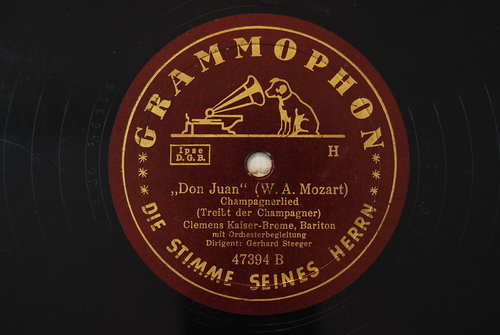 GRAMMOPHON
Ipse
D.G.B.
H
„Don Juan“ (W. A. Mozart)
Champagnerlied
(Treibt der Champagner)
Clemens Kaiser-Breme, Bariton
mit Orchesterbegleitung
Dirigent: Gerhard Steeger
47394 B
DIE STIMME SEINES HERRN